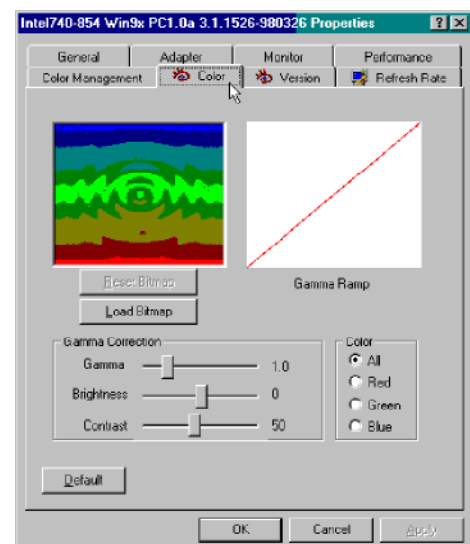 Intel740-854 Win9x PC1.0a 3.1.1526-980326 Properties
General Adapter Monitor Performance
Color Management Color Version Refresh Rate
Reset Bitmap
Gamma Ramp
Load Bitmap
Gamma Correction
Gamma 1.0
Brightness 0
Contrast 50
Color
All
Red
Green
Blue
Default
OK Cancel Apply